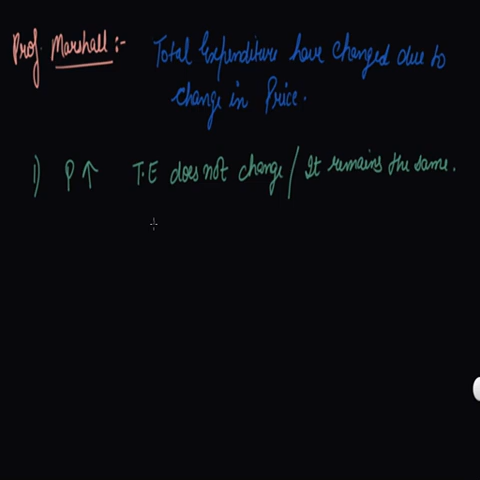 Prof Marshall :- Total Expenditure have changed due to
change in Price.
1) P ↑ T.E does not change / It remains the same.